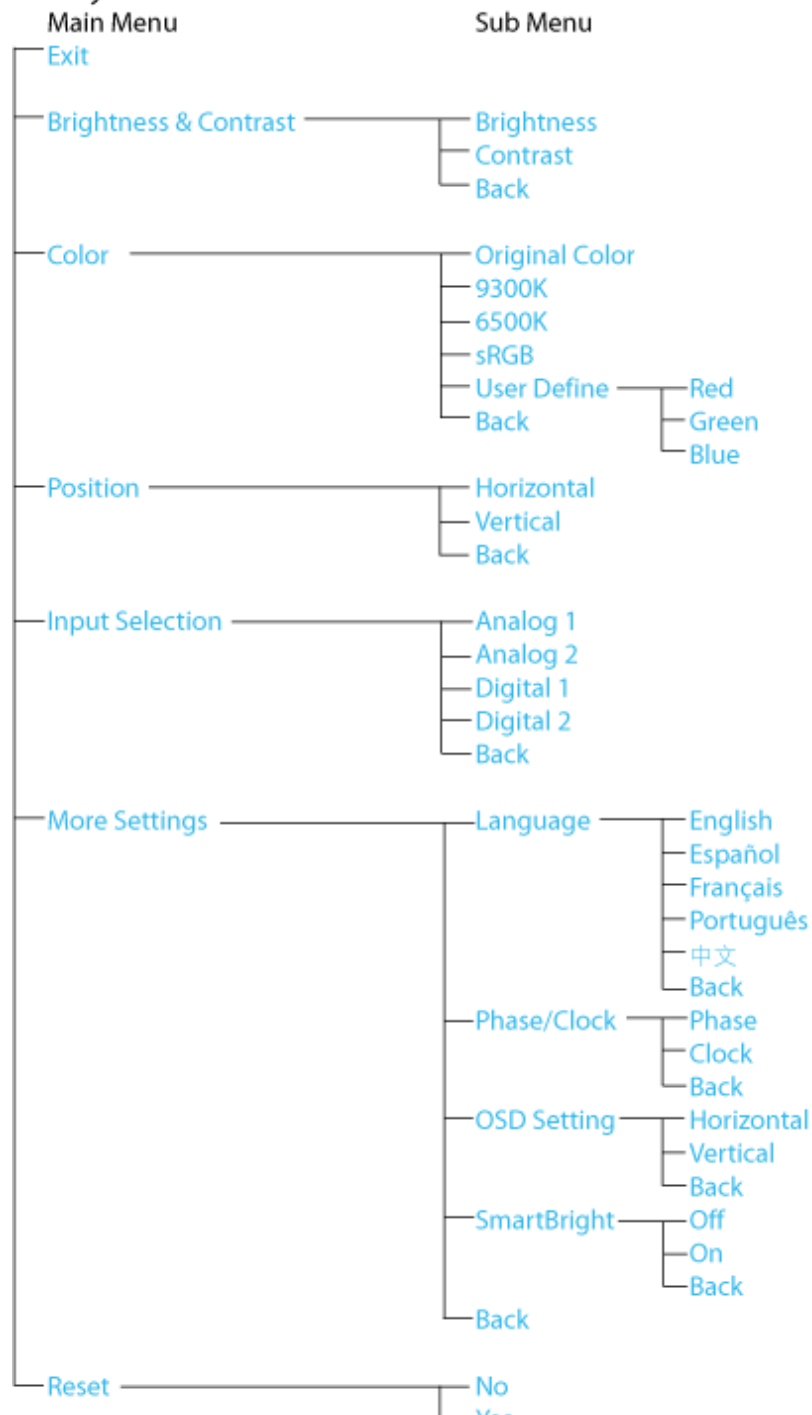 Main Menu Sub Menu
Exit
Brightness & Contrast Brightness
Contrast
Back
Color Original Color
9300K
6500K
sRGB
User Define Red
Back Green
Blue
Position Horizontal
Vertical
Back
Input Selection Analog 1
Analog 2
Digital 1
Digital 2
Back
More Settings Language English
Español
Français
Português
中文
Back
Phase/Clock Phase
Clock
Back
OSD Setting Horizontal
Vertical
Back
SmartBright Off
On
Back
Back
Reset No